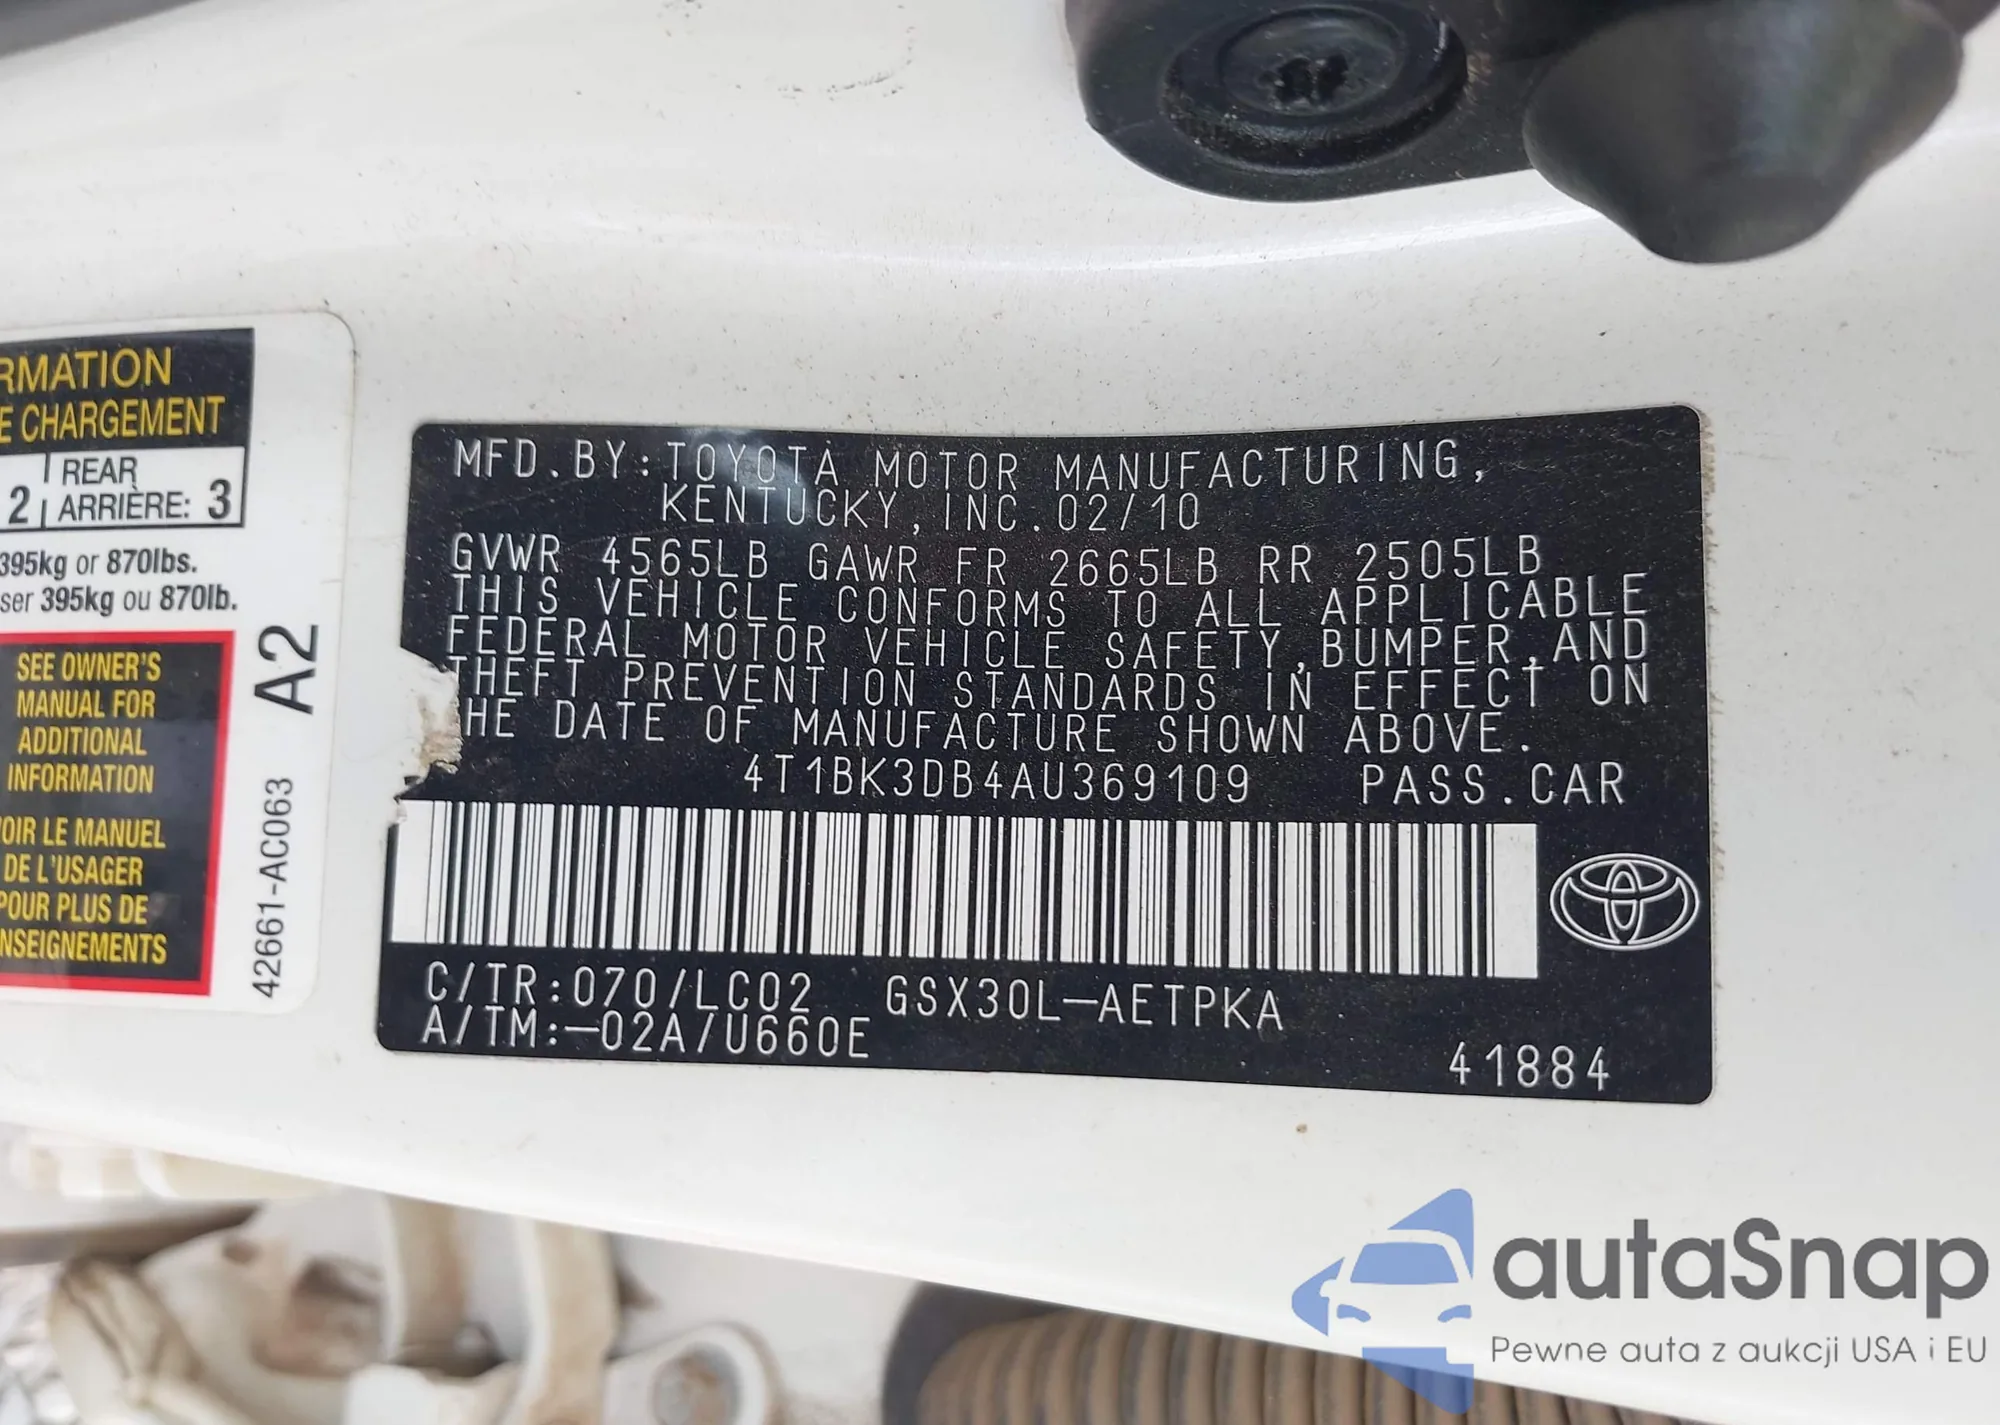 RMATION
E CHARGEMENT
2 REAR
ARRIÈRE: 3
395kg or 870lbs.
ser 395kg ou 870lb.
SEE OWNER'S
MANUAL FOR
ADDITIONAL
INFORMATION
OIR LE MANUEL
DE L'USAGER
POUR PLUS DE
NSEIGNEMENTS
42661-AC063 A2
MFD.BY:TOYOTA MOTOR MANUFACTURING,
KENTUCKY,INC.02/10
GVWR 4565LB GAWR FR 2665LB RR 2505LB
THIS VEHICLE CONFORMS TO ALL APPLICABLE
FEDERAL MOTOR VEHICLE SAFETY,BUMPER,AND
THEFT PREVENTION STANDARDS IN EFFECT ON
HE DATE OF MANUFACTURE SHOWN ABOVE.
4T1BK3DB4AU369109 PASS.CAR
C/TR:070/LC02 GSX30L-AETPKA
A/TM:-02A/U660E
41884
autaSnap
Pewne auta z aukcji USA i EU